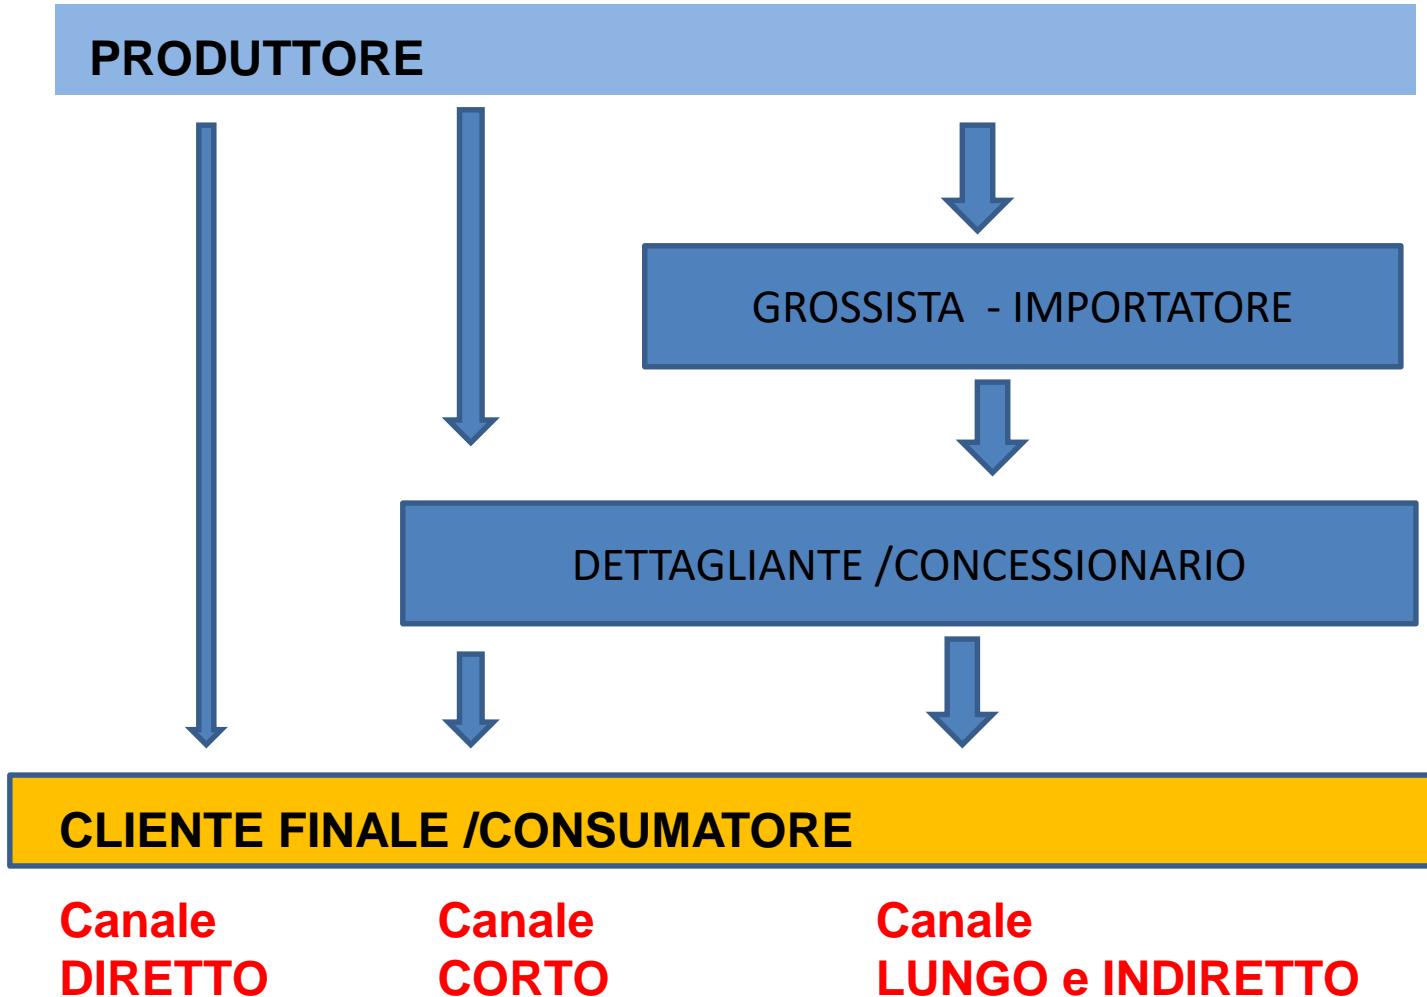 PRODUTTORE
GROSSISTA - IMPORTATORE
DETTAGLIANTE /CONCESSIONARIO
CLIENTE FINALE /CONSUMATORE
Canale
DIRETTO
Canale
CORTO
Canale
LUNGO e INDIRETTO